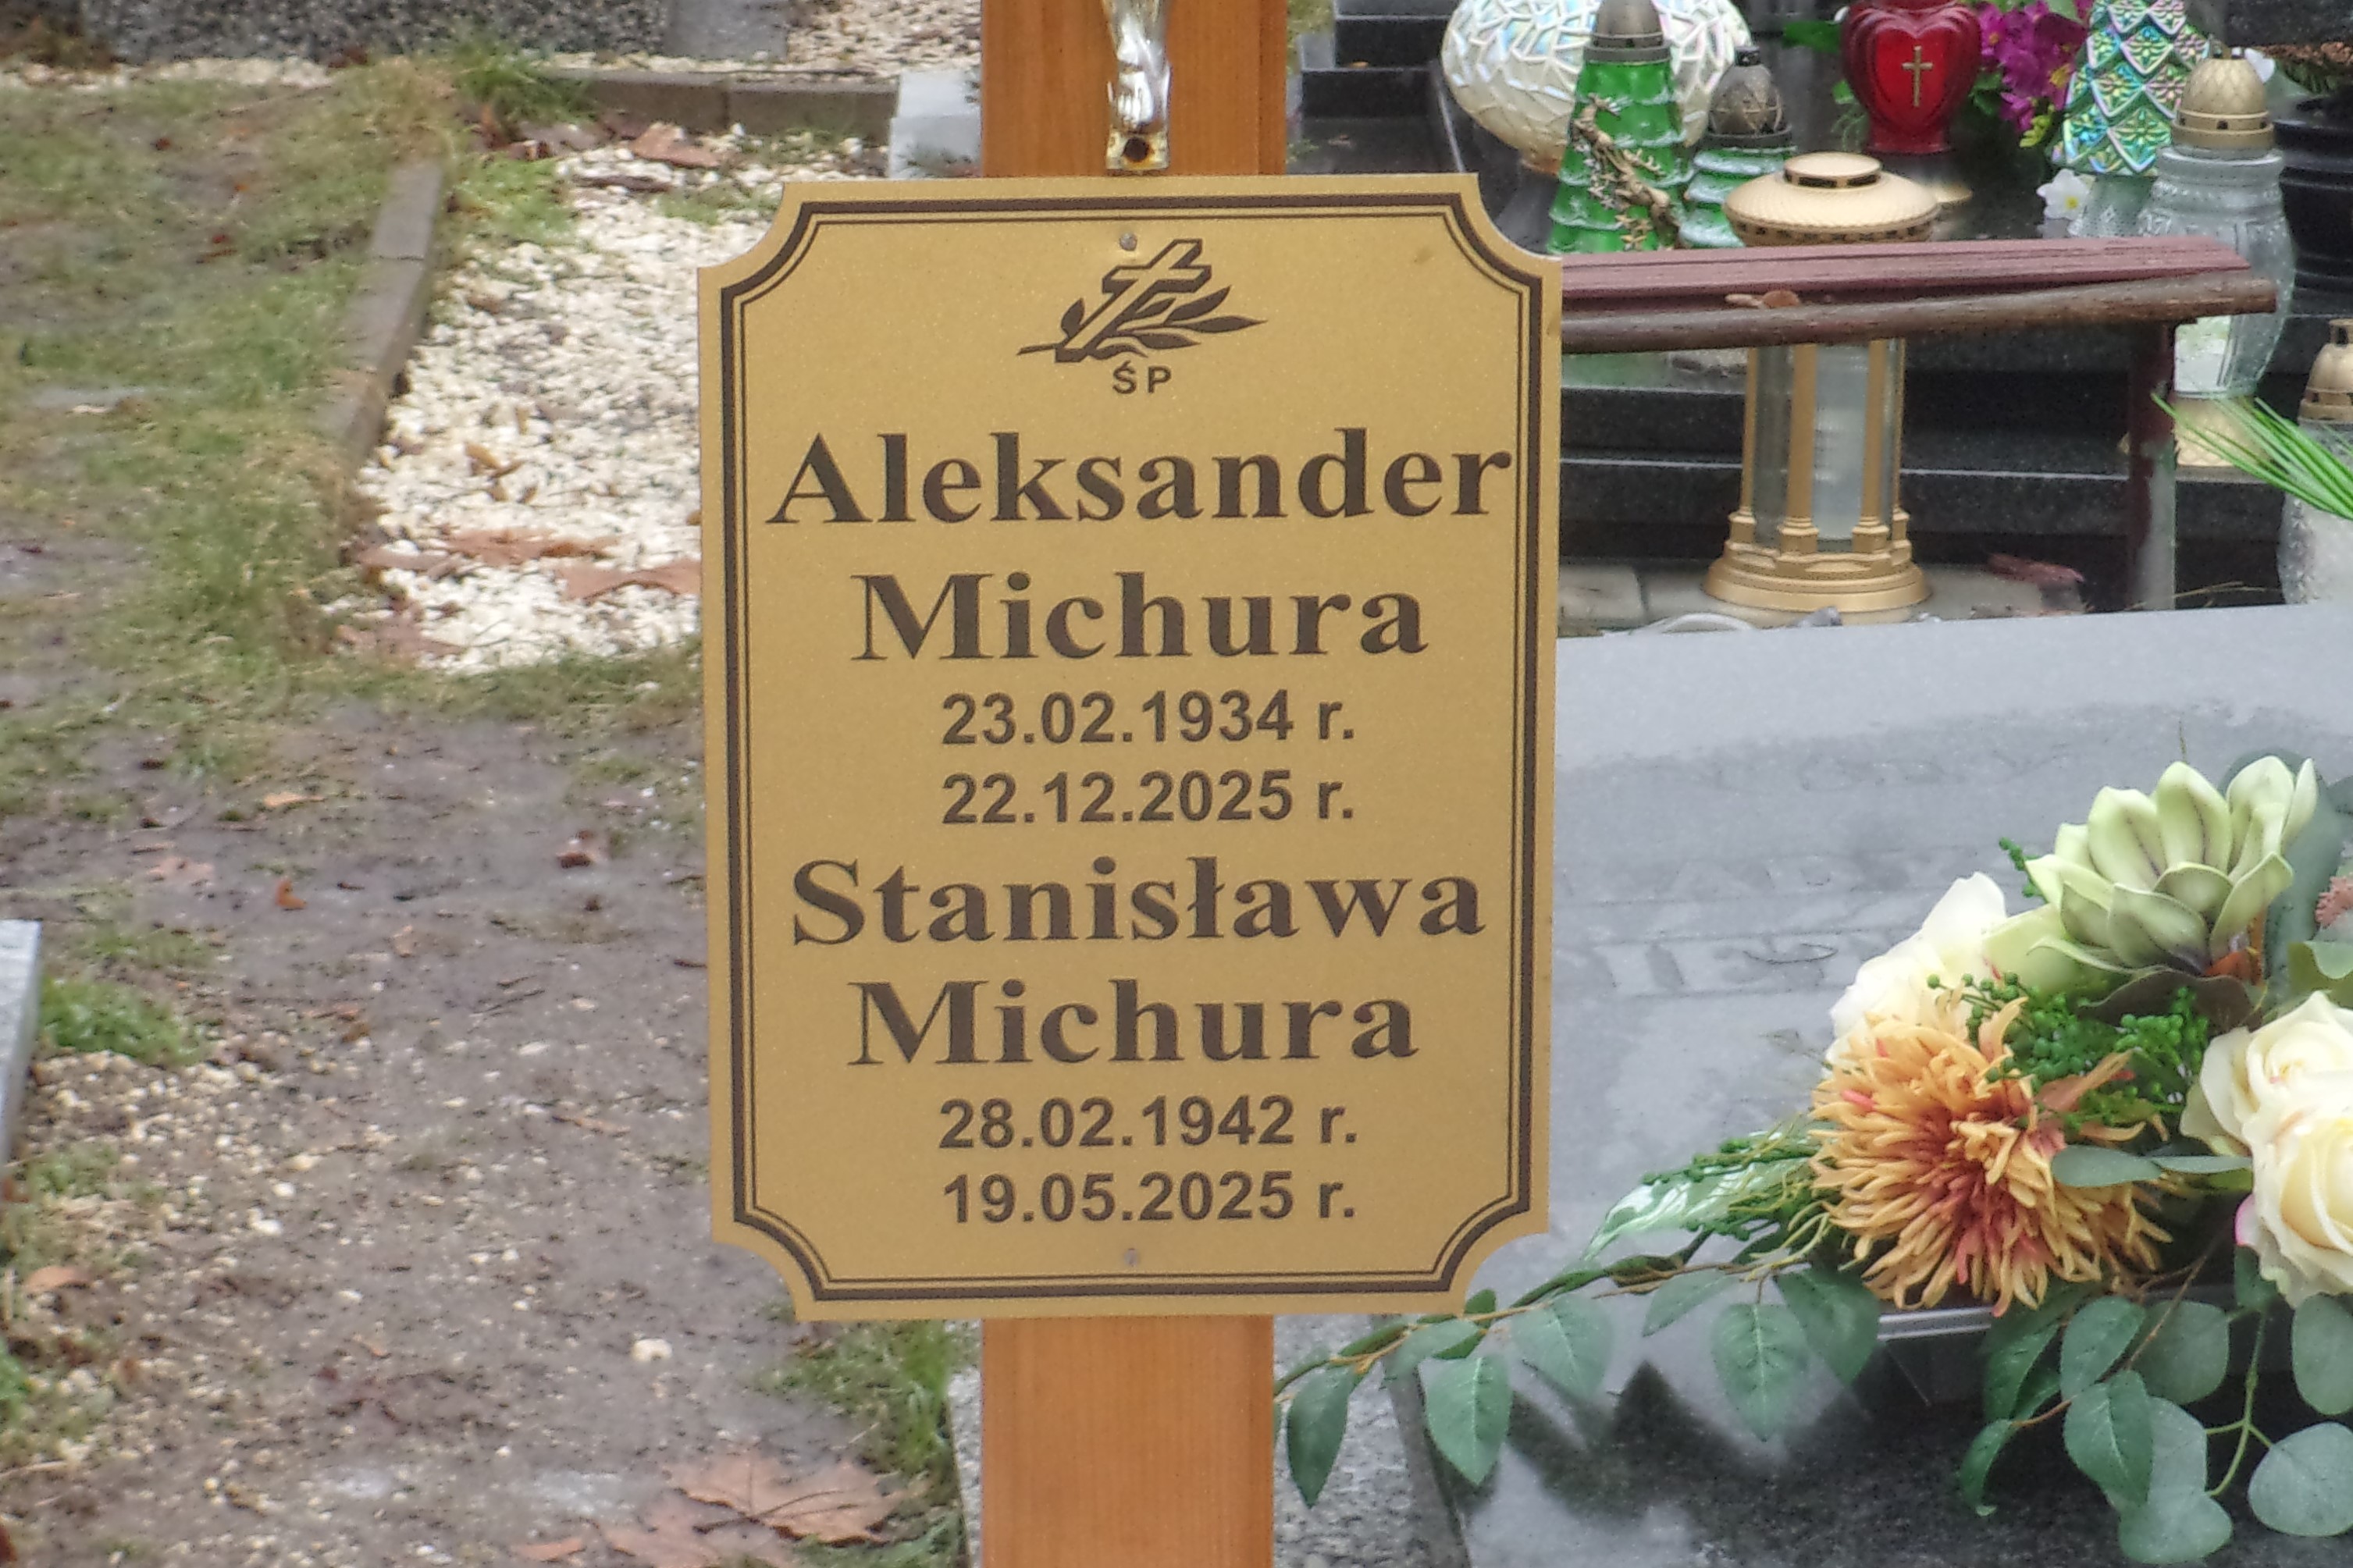 ŚP
Aleksander
Michura
23.02.1934 r.
22.12.2025 r.
Stanisława
Michura
28.02.1942 r.
19.05.2025 r.